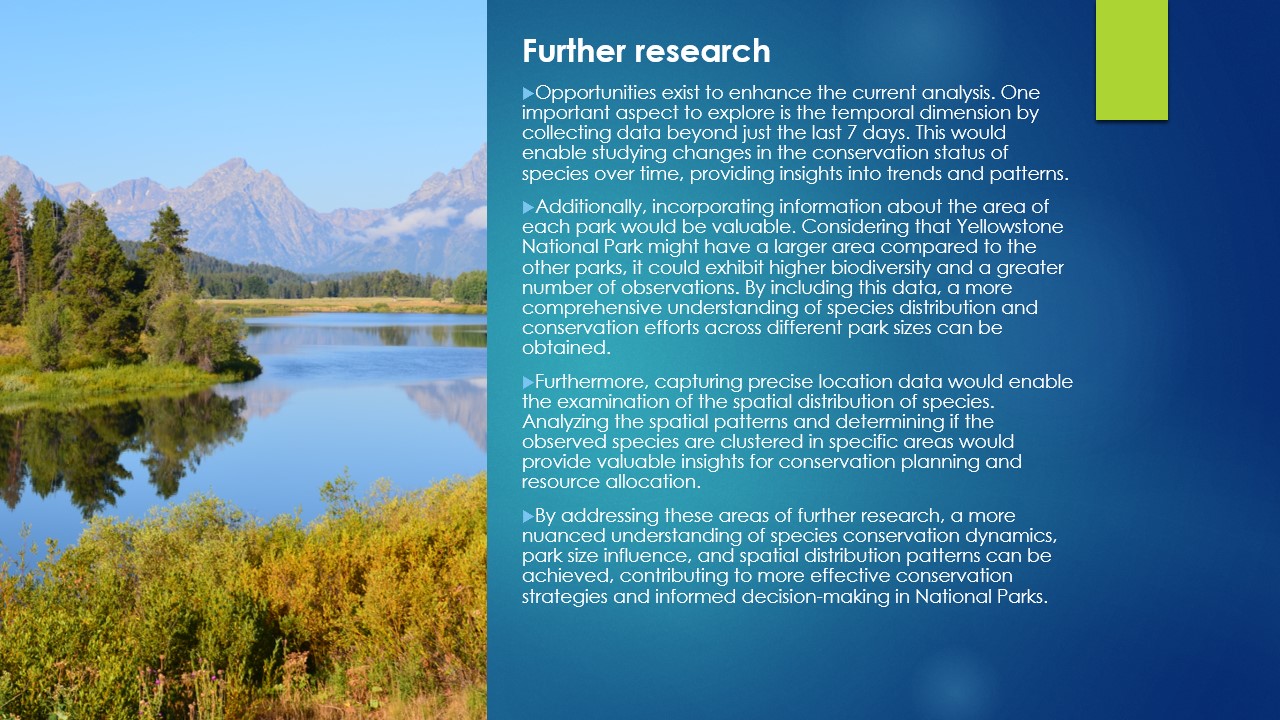 Further research
▶Opportunities exist to enhance the current analysis. One
important aspect to explore is the temporal dimension by
collecting data beyond just the last 7 days. This would
enable studying changes in the conservation status of
species over time, providing insights into trends and patterns.
▶Additionally, incorporating information about the area of
each park would be valuable. Considering that Yellowstone
National Park might have a larger area compared to the
other parks, it could exhibit higher biodiversity and a greater
number of observations. By including this data, a more
comprehensive understanding of species distribution and
conservation efforts across different park sizes can be
obtained.
▶Furthermore, capturing precise location data would enable
the examination of the spatial distribution of species.
Analyzing the spatial patterns and determining if the
observed species are clustered in specific areas would
provide valuable insights for conservation planning and
resource allocation.
▶By addressing these areas of further research, a more
nuanced understanding of species conservation dynamics,
park size influence, and spatial distribution patterns can be
achieved, contributing to more effective conservation
strategies and informed decision-making in National Parks.